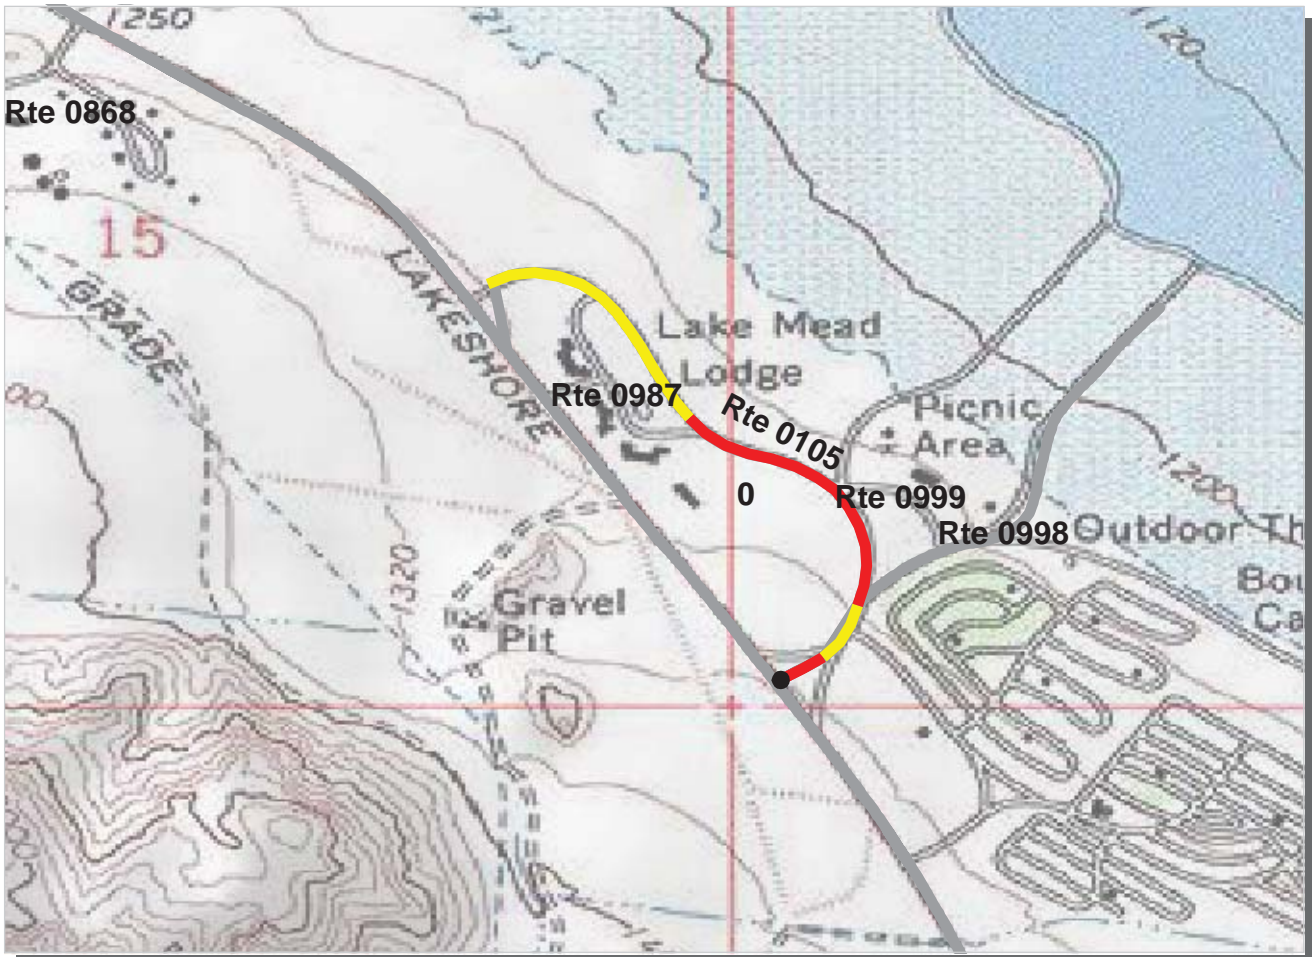 1250
120
Rte 0868
15
GRADE
LAKESHORE
Lake Mead
Lodge
Rte 0987
Rte 0105
Picnic
Area
00
1200
0
Rte 0999
Rte 0998
Outdoor Th
1320
Gravel
Pit
Bou
Ca